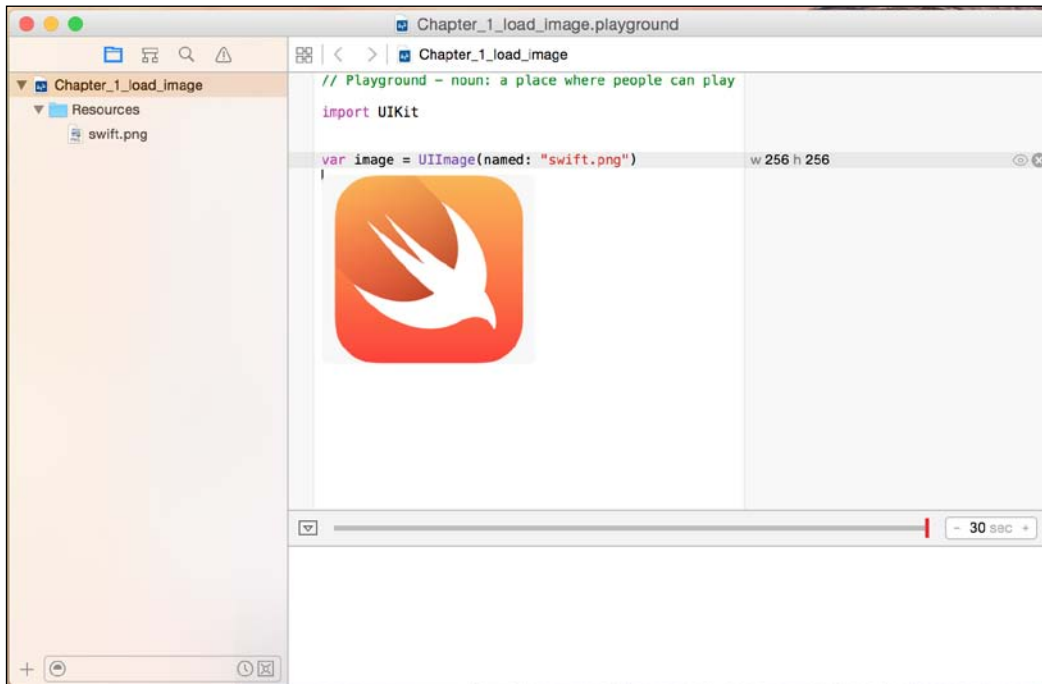 Chapter_1_load_image.playground
Chapter_1_load_image
Chapter_1_load_image
Resources
swift.png
// Playground – noun: a place where people can play
import UIKit
var image = UIImage(named: "swift.png")
w 256 h 256
- 30 sec +